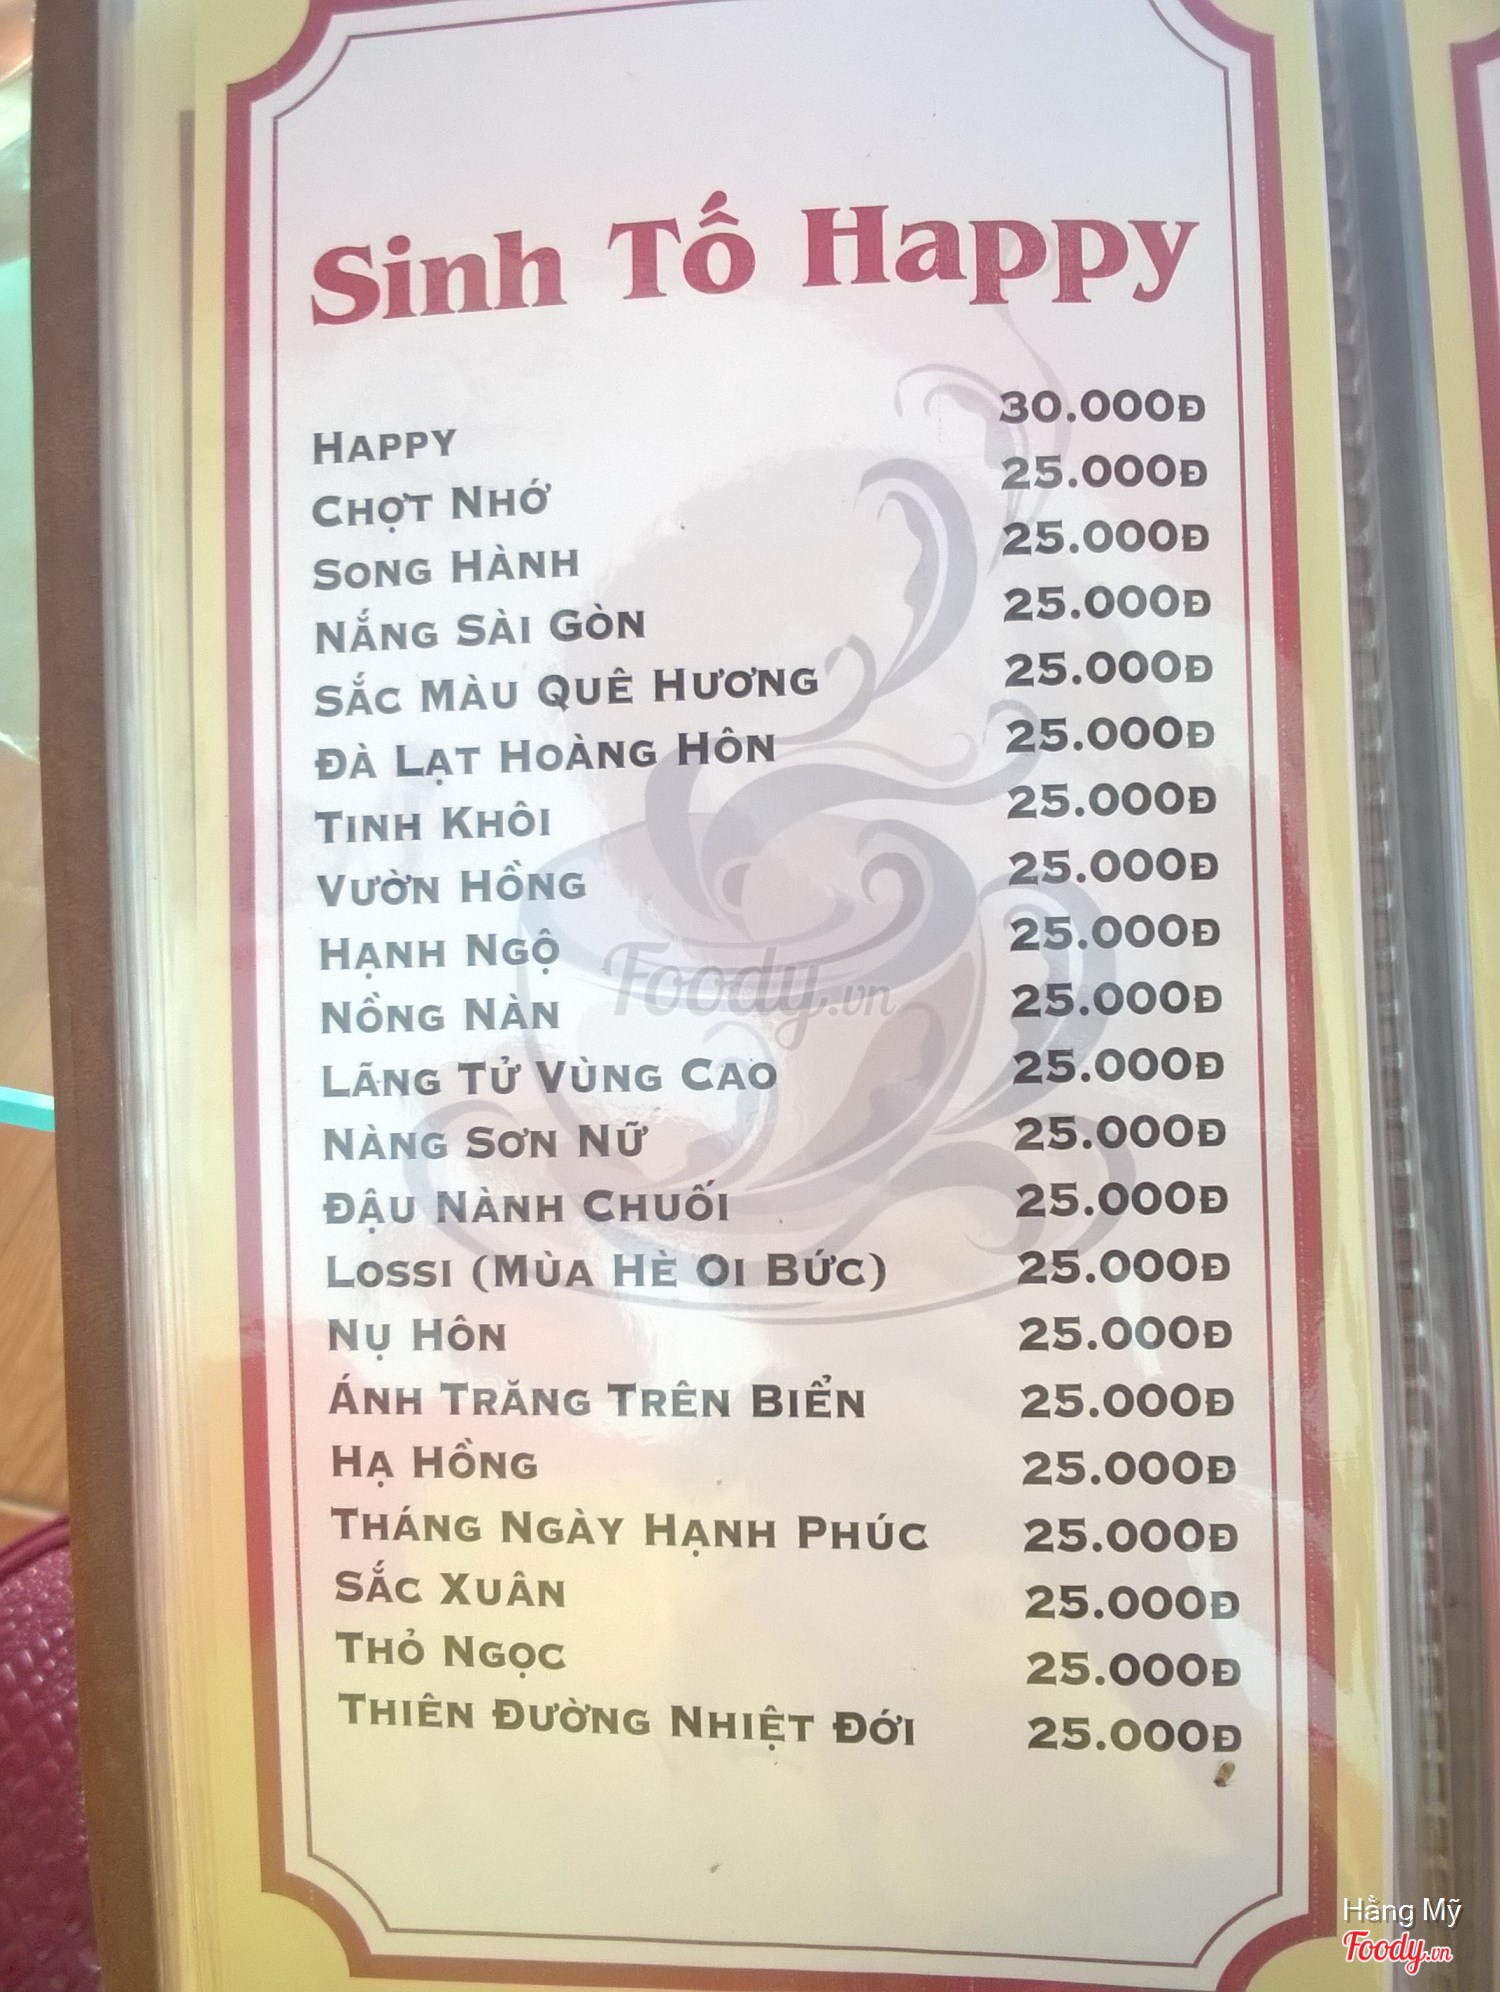 Sinh Tố Happy
Happy 30.000Đ
Chợt Nhớ 25.000Đ
Song Hành 25.000Đ
Nắng Sài Gòn 25.000Đ
Sắc Màu Quê Hương 25.000Đ
Đà Lạt Hoàng Hôn 25.000Đ
Tinh Khôi 25.000Đ
Vườn Hồng 25.000Đ
Hạnh Ngộ 25.000Đ
Nồng Nàn 25.000Đ
Lãng Tử Vùng Cao 25.000Đ
Nàng Sơn Nữ 25.000Đ
Đậu Nành Chuối 25.000Đ
Lossi (Mùa Hè Oi Bức) 25.000Đ
Nụ Hôn 25.000Đ
Ánh Trăng Trên Biển 25.000Đ
Hạ Hồng 25.000Đ
Tháng Ngày Hạnh Phúc 25.000Đ
Sắc Xuân 25.000Đ
Thỏ Ngọc 25.000Đ
Thiên Đường Nhiệt Đới 25.000Đ
Foody.vn
Hằng Mỹ
Foody.vn